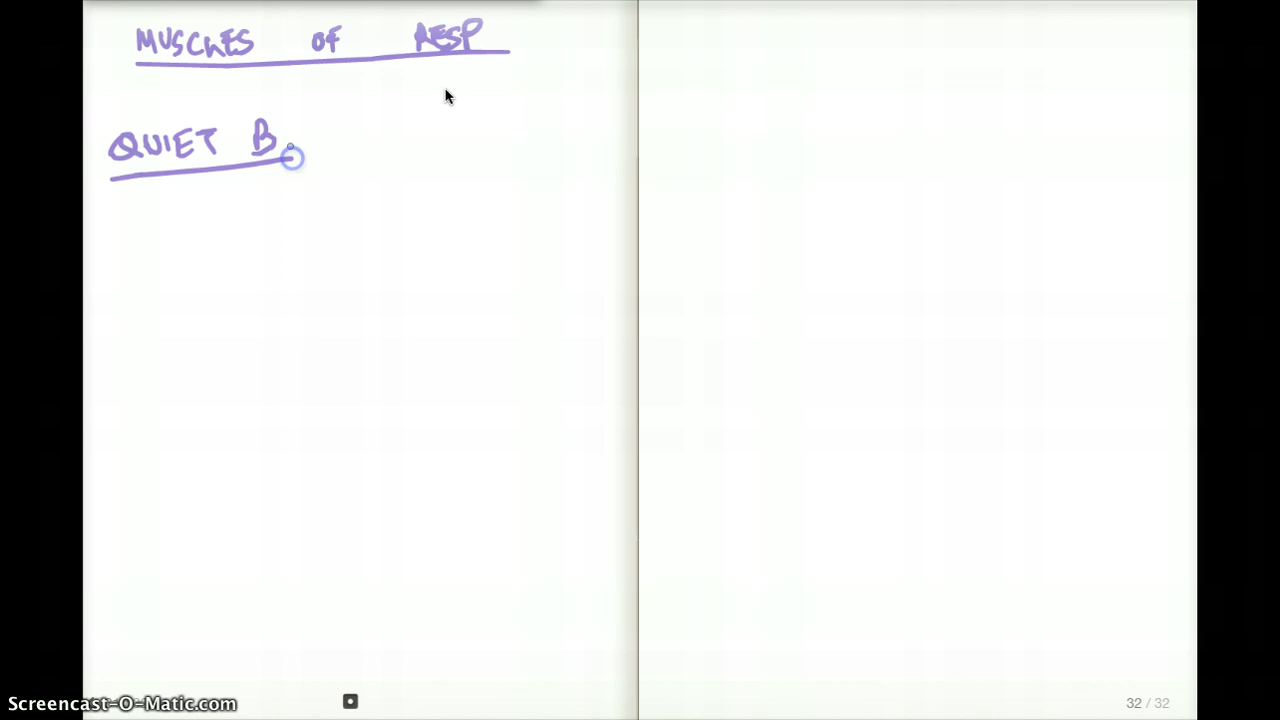 MUSCLES OF RESP
QUIET B.
Screencast-O-Matic.com
32 / 32